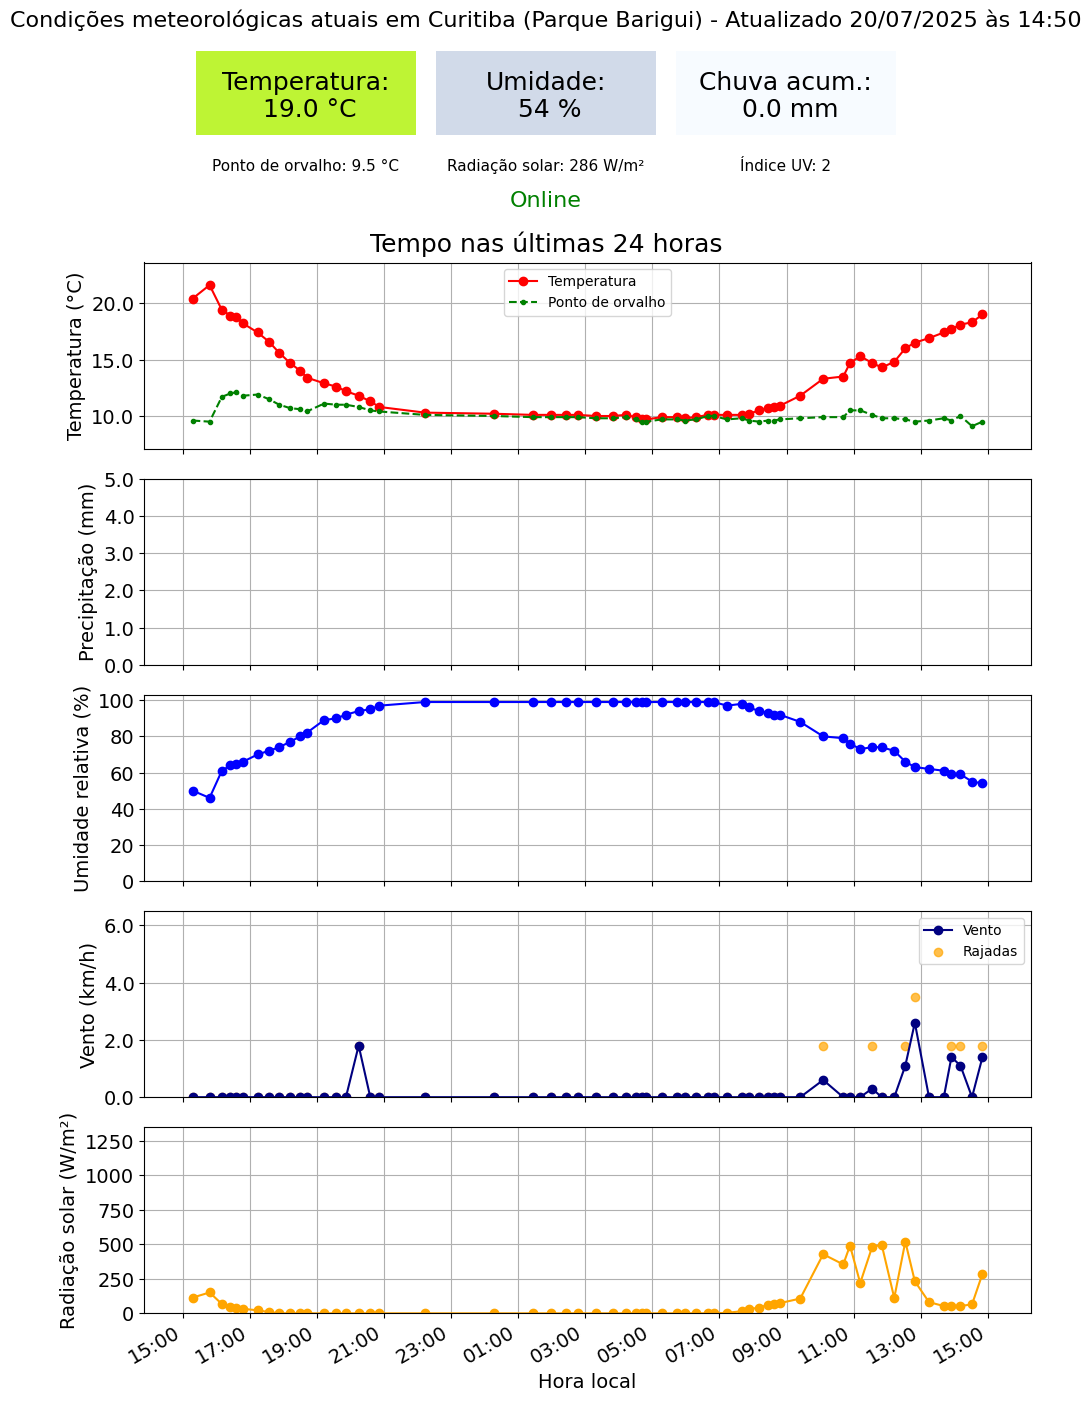 Condições meteorológicas atuais em Curitiba (Parque Barigui) - Atualizado 20/07/2025 às 14:50
Temperatura:
19.0 °C
Umidade:
54 %
Chuva acum.:
0.0 mm
Ponto de orvalho: 9.5 °C
Radiação solar: 286 W/m²
Índice UV: 2
Online
Tempo nas últimas 24 horas
Temperatura (°C)
20.0
15.0
10.0
Temperatura
Ponto de orvalho
Precipitação (mm)
5.0
4.0
3.0
2.0
1.0
0.0
Umidade relativa (%)
100
80
60
40
20
0
Vento (km/h)
6.0
4.0
2.0
0.0
Vento
Rajadas
Radiação solar (W/m²)
1250
1000
750
500
250
0
15:00
17:00
19:00
21:00
23:00
01:00
03:00
05:00
07:00
09:00
11:00
13:00
15:00
Hora local